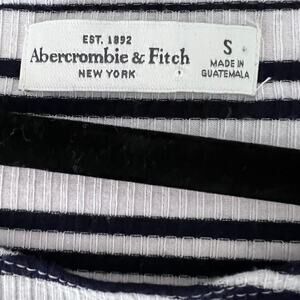 EST. 1892
Abercrombie & Fitch
NEW YORK
S
MADE IN
GUATEMALA